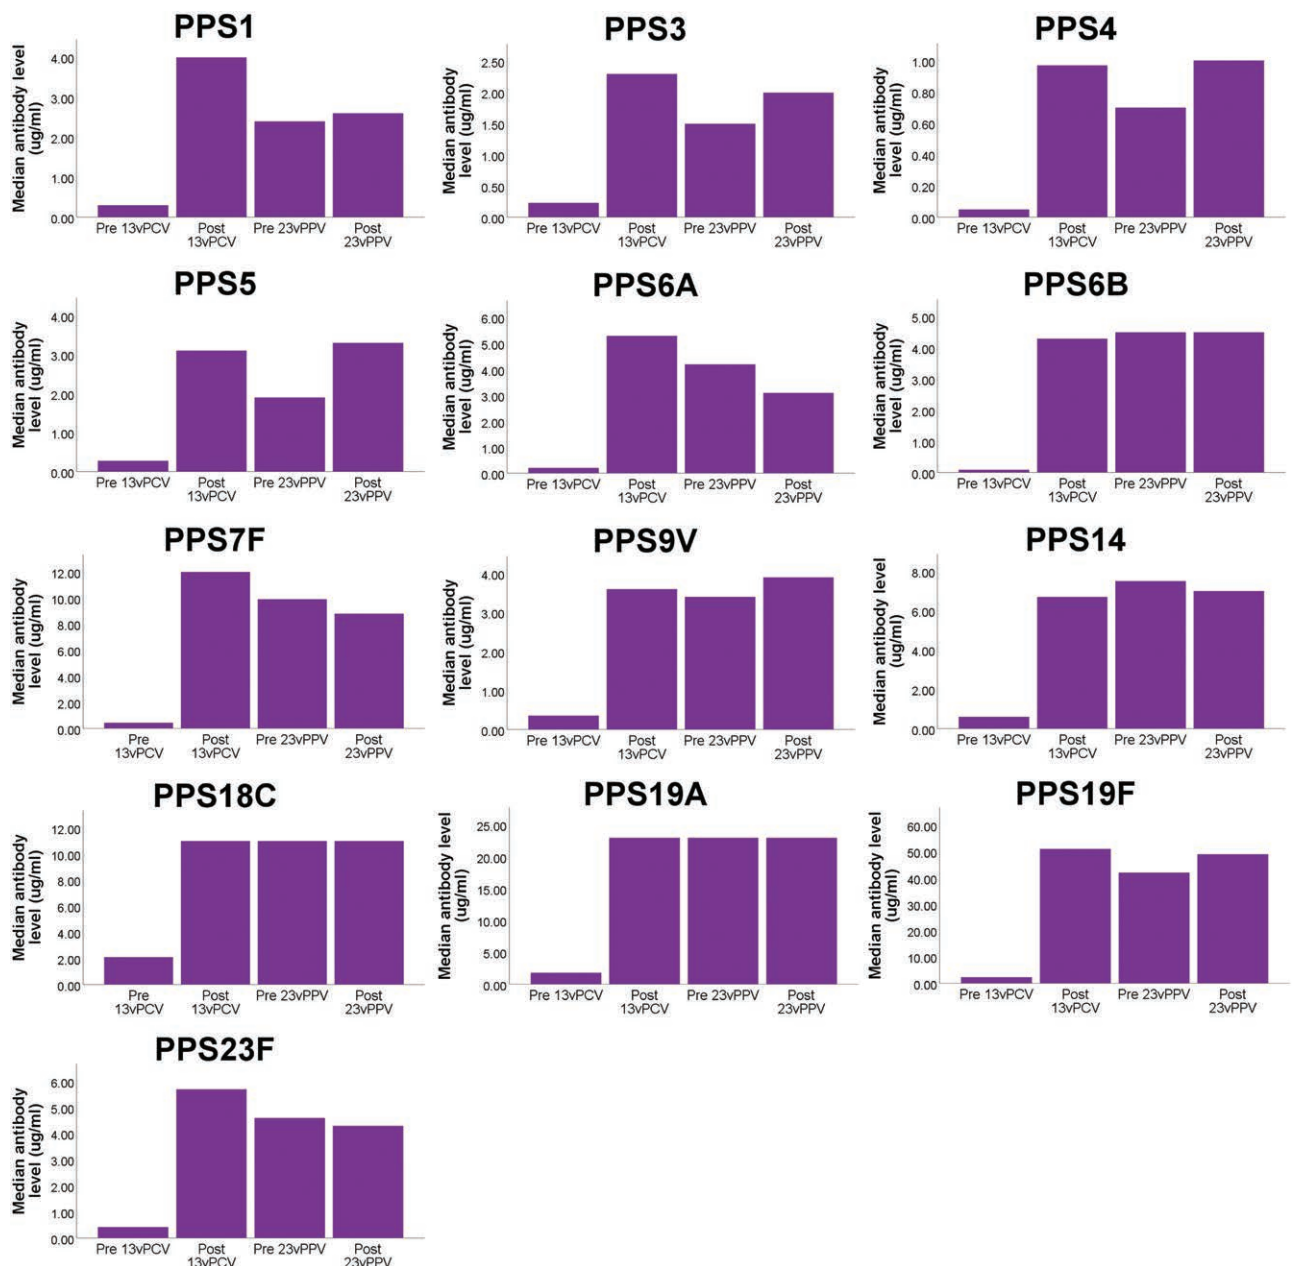 PPS1
Median antibody level
(ug/ml)
4.00
3.00
2.00
1.00
0.00
Pre 13vPCV
Post
13vPCV
Pre 23vPPV
Post
23vPPV
PPS3
Median antibody
level (ug/ml)
2.50
2.00
1.50
1.00
0.50
0.00
Pre 13vPCV
Post
13vPCV
Pre 23vPPV
Post
23vPPV
PPS4
Median antibody
level (ug/ml)
1.00
0.80
0.60
0.40
0.20
0.00
Pre 13vPCV
Post
13vPCV
Pre 23vPPV
Post
23vPPV
PPS5
Median antibody
level (ug/ml)
4.00
3.00
2.00
1.00
0.00
Pre 13vPCV
Post
13vPCV
Pre 23vPPV
Post
23vPPV
PPS6A
Median antibody
level (ug/ml)
6.00
5.00
4.00
3.00
2.00
1.00
0.00
Pre 13vPCV
Post
13vPCV
Pre 23vPPV
Post
23vPPV
PPS6B
Median antibody
level (ug/ml)
5.00
4.00
3.00
2.00
1.00
0.00
Pre 13vPCV
Post
13vPCV
Pre 23vPPV
Post
23vPPV
PPS7F
Median antibody
level (ug/ml)
12.00
10.00
8.00
6.00
4.00
2.00
0.00
Pre
13vPCV
Post
13vPCV
Pre 23vPPV
Post
23vPPV
PPS9V
Median antibody
level (ug/ml)
4.00
3.00
2.00
1.00
0.00
Pre 13vPCV
Post
13vPCV
Pre 23vPPV
Post
23vPPV
PPS14
Median antibody level
(ug/ml)
8.00
6.00
4.00
2.00
0.00
Pre 13vPCV
Post
13vPCV
Pre 23vPPV
Post
23vPPV
PPS18C
Median antibody
level (ug/ml)
12.00
10.00
8.00
6.00
4.00
2.00
0.00
Pre
13vPCV
Post
13vPCV
Pre 23vPPV
Post
23vPPV
PPS19A
Median antibody level
(ug/ml)
25.00
20.00
15.00
10.00
5.00
0.00
Pre 13vPCV
Post
13vPCV
Pre 23vPPV
Post
23vPPV
PPS19F
Median antibody level
(ug/ml)
60.00
50.00
40.00
30.00
20.00
10.00
0.00
Pre 13vPCV
Post
13vPCV
Pre 23vPPV
Post
23vPPV
PPS23F
Median antibody
level (ug/ml)
6.00
5.00
4.00
3.00
2.00
1.00
0.00
Pre 13vPCV
Post
13vPCV
Pre 23vPPV
Post
23vPPV